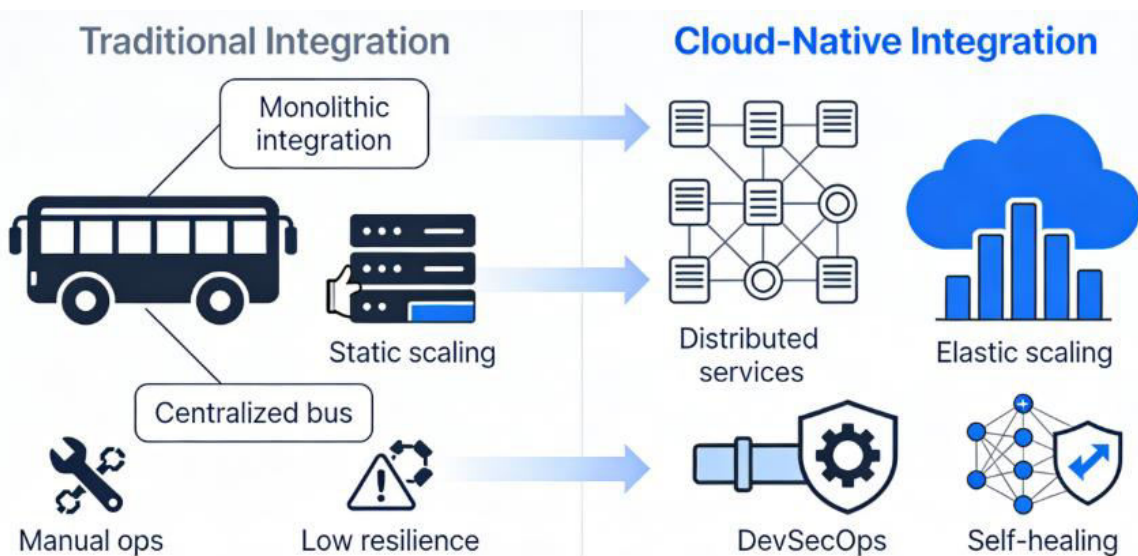 Traditional Integration
Monolithic
integration
Static scaling
Centralized bus
Manual ops
Low resilience
Cloud-Native Integration
Distributed
services
Elastic scaling
DevSecOps
Self-healing